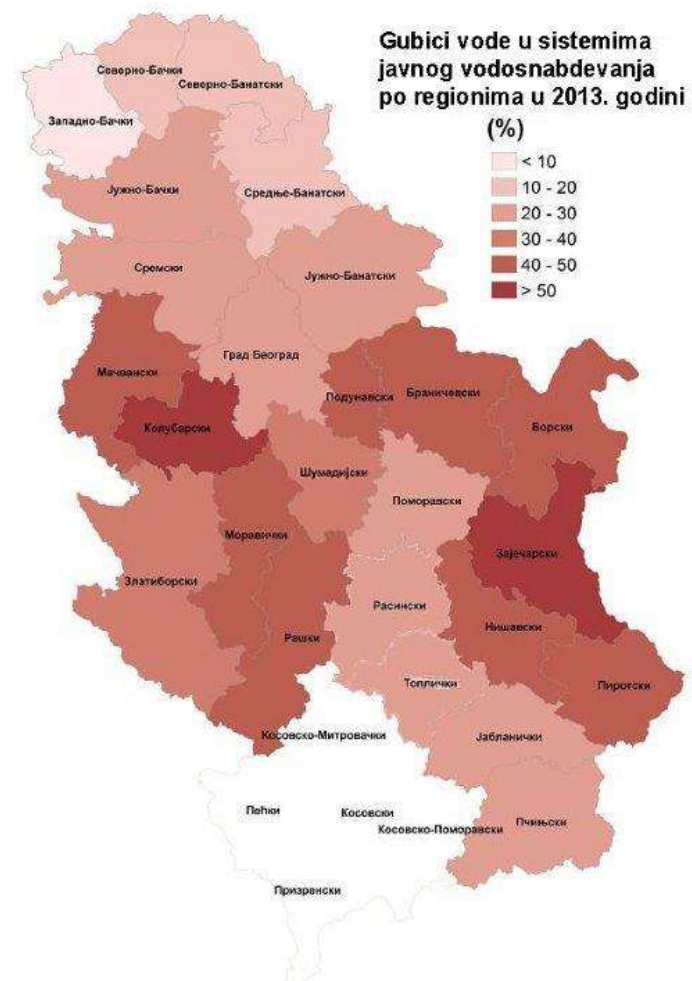 Gubici vode u sistemima
javnog vodosnabdevanja
po regionima u 2013. godini
(%)
< 10
10 - 20
20 - 30
30 - 40
40 - 50
> 50
Северно-Бачки
Северно-Банатски
Западно-Бачки
Јужно-Бачки
Средње-Банатски
Сремски
Јужно-Банатски
Град Београд
Мачвански
Подунавски
Браничевски
Колубарски
Борски
Шумадијски
Поморавски
Моравички
Зајечарски
Златиборски
Расински
Рашки
Нишавски
Топлички
Пиротски
Косовско-Митровачки
Јабланички
Пећки
Косовски
Косовско-Поморавски
Пчињски
Призренски